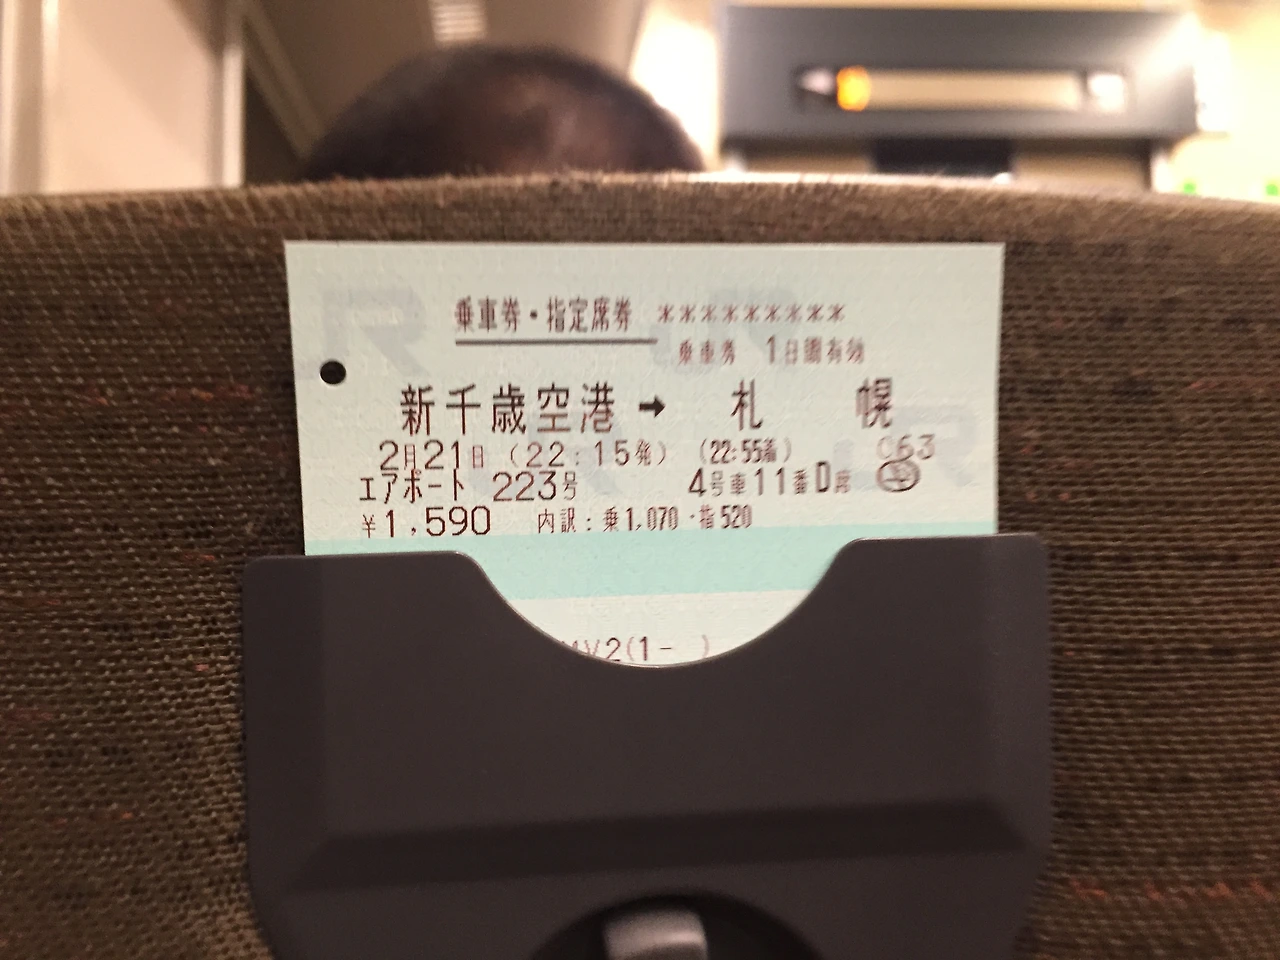 乗車券・指定席券 *********
乗車券 1日間有効
新千歳空港 → 札幌
2月21日 (22:15発) (22:55着) C63
エアポート 223号 4号車11番D席
¥1,590 内訳:乗1,070・指520
2(1- )